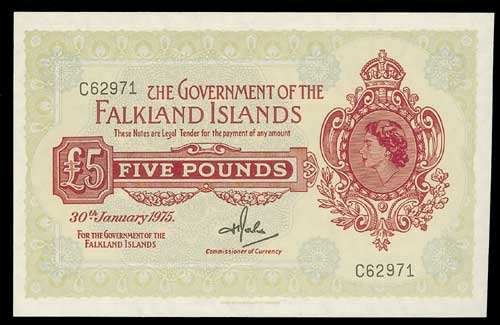 C62971
THE GOVERNMENT OF THE
FALKLAND ISLANDS
These Notes are Legal Tender for the payment of any amount
£5
FIVE POUNDS
30th January 1975.
FOR THE GOVERNMENT OF THE
FALKLAND ISLANDS
Commissioner of Currency
C62971